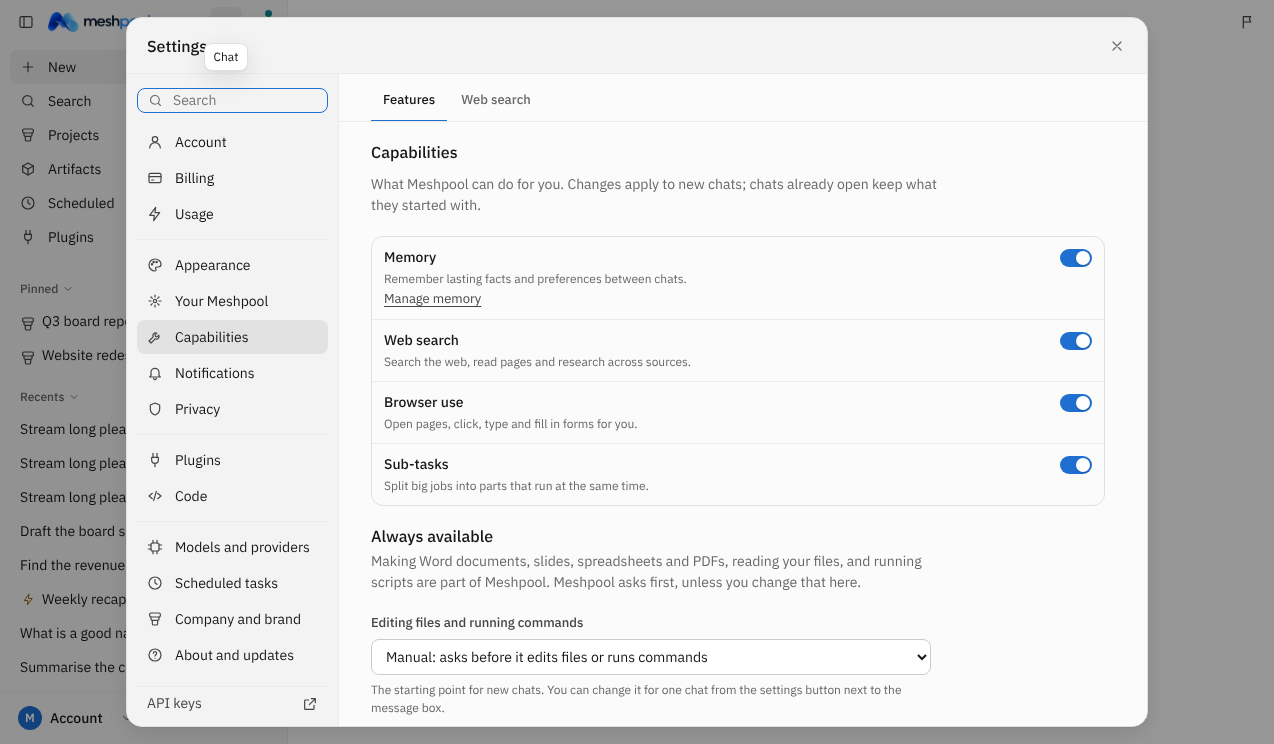 meshpo
New
Search
Projects
Artifacts
Scheduled
Plugins
Pinned
Q3 board repo
Website redes
Recents
Stream long plea
Stream long plea
Stream long plea
Draft the board s
Find the revenue
Weekly recap
What is a good na
Summarise the c
M Account
Settings
Chat
Search
Account
Billing
Usage
Appearance
Your Meshpool
Capabilities
Notifications
Privacy
Plugins
Code
Models and providers
Scheduled tasks
Company and brand
About and updates
API keys
Features Web search
Capabilities
What Meshpool can do for you. Changes apply to new chats; chats already open keep what
they started with.
Memory
Remember lasting facts and preferences between chats.
Manage memory
Web search
Search the web, read pages and research across sources.
Browser use
Open pages, click, type and fill in forms for you.
Sub-tasks
Split big jobs into parts that run at the same time.
Always available
Making Word documents, slides, spreadsheets and PDFs, reading your files, and running
scripts are part of Meshpool. Meshpool asks first, unless you change that here.
Editing files and running commands
Manual: asks before it edits files or runs commands
The starting point for new chats. You can change it for one chat from the settings button next to the
message box.